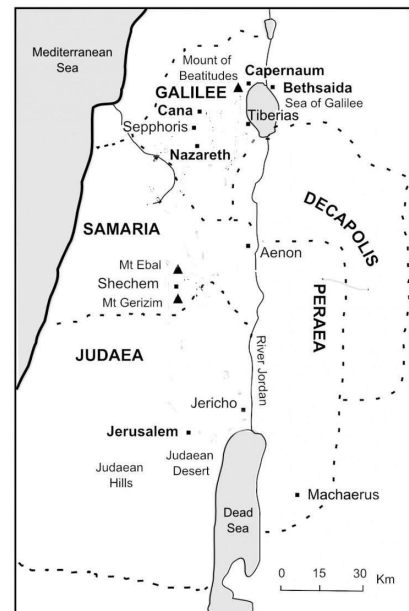 Mediterranean
Sea
Mount of
Beatitudes
Capernaum
GALILEE
Bethsaida
Cana
Sea of Galilee
Sepphoris
Tiberias
Nazareth
DECAPOLIS
SAMARIA
Aenon
Mt Ebal
Shechem
PERAEA
Mt Gerizim
JUDAEA
River Jordan
Jericho
Jerusalem
Judaean
Desert
Judaean
Hills
Machaerus
Dead
Sea
0 15 30 Km